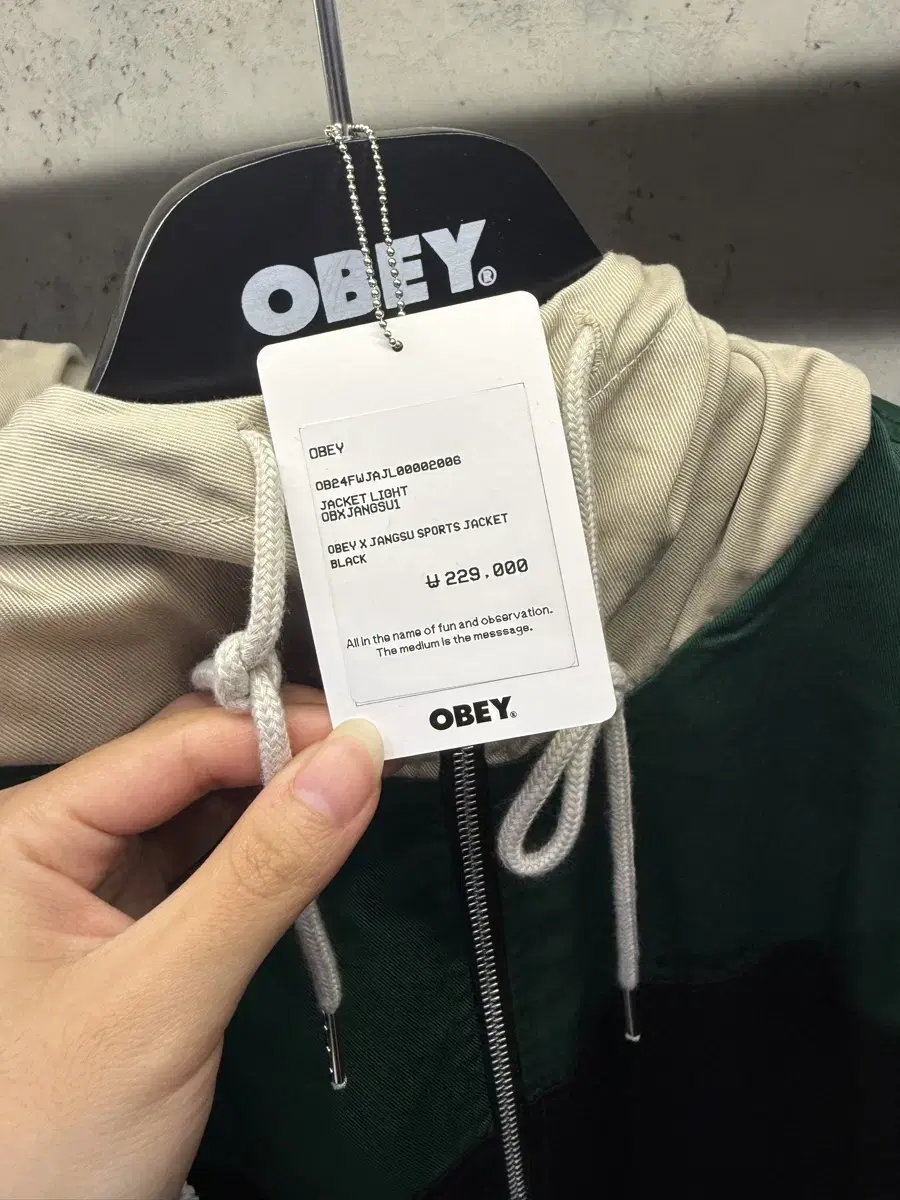 OBEY®
OBEY
OB24FWJAJL00002006
JACKET LIGHT
OBXJANGSU1
OBEY X JANGSU SPORTS JACKET
BLACK
₩229,000
All in the name of fun and observation.
The medium is the messsage.
OBEY®